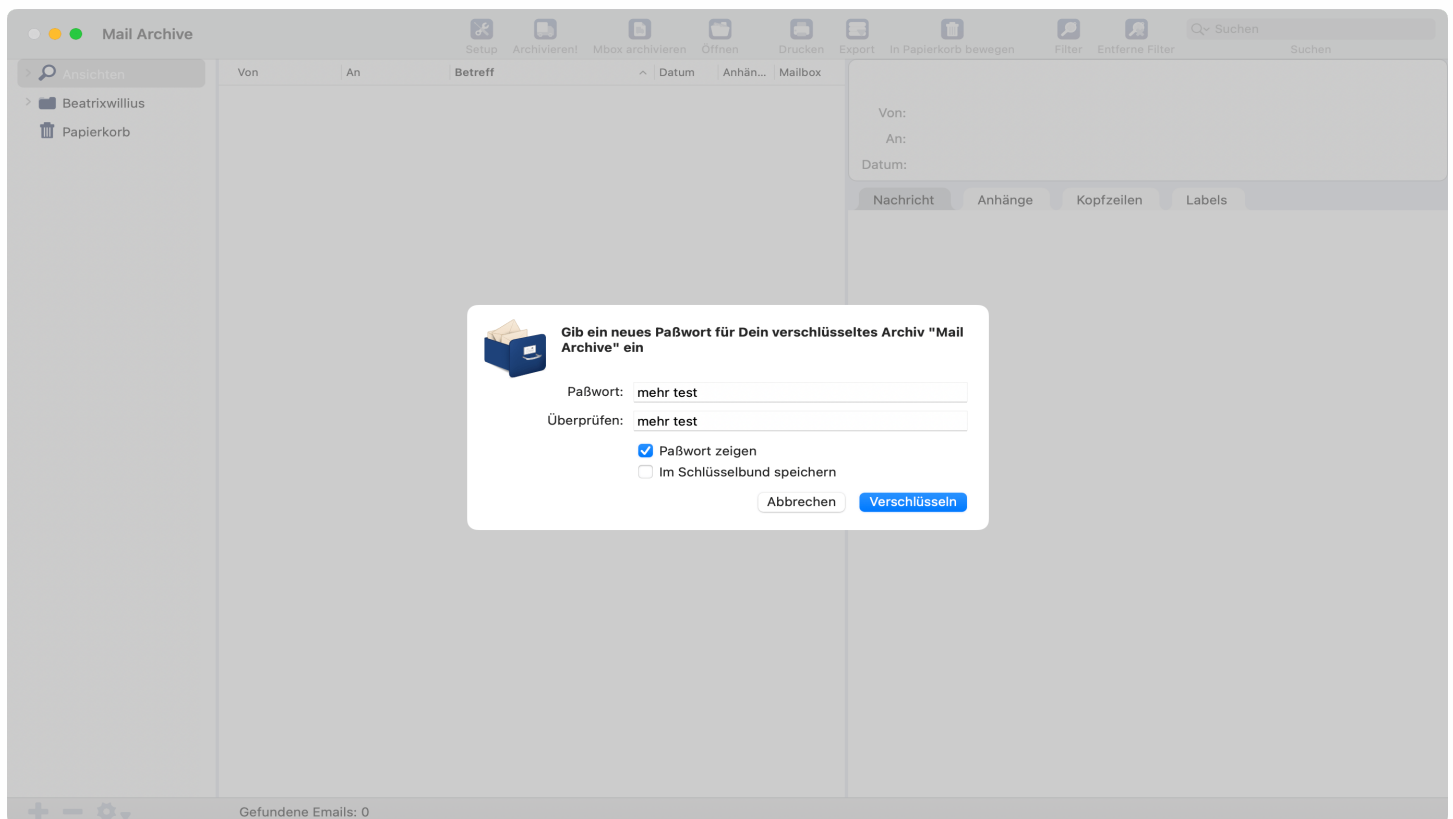 Mail Archive
Setup
Archivieren!
Mbox archivieren
Öffnen
Drucken
Export
In Papierkorb bewegen
Filter
Entferne Filter
Suchen
Suchen
Ansichten
Beatrixwillius
Papierkorb
Von
An
Betreff
Datum
Anhän...
Mailbox
Von:
An:
Datum:
Nachricht
Anhänge
Kopfzeilen
Labels
Gib ein neues Paßwort für Dein verschlüsseltes Archiv "Mail
Archive" ein
Paßwort: mehr test
Überprüfen: mehr test
Paßwort zeigen
Im Schlüsselbund speichern
Abbrechen
Verschlüsseln
Gefundene Emails: 0